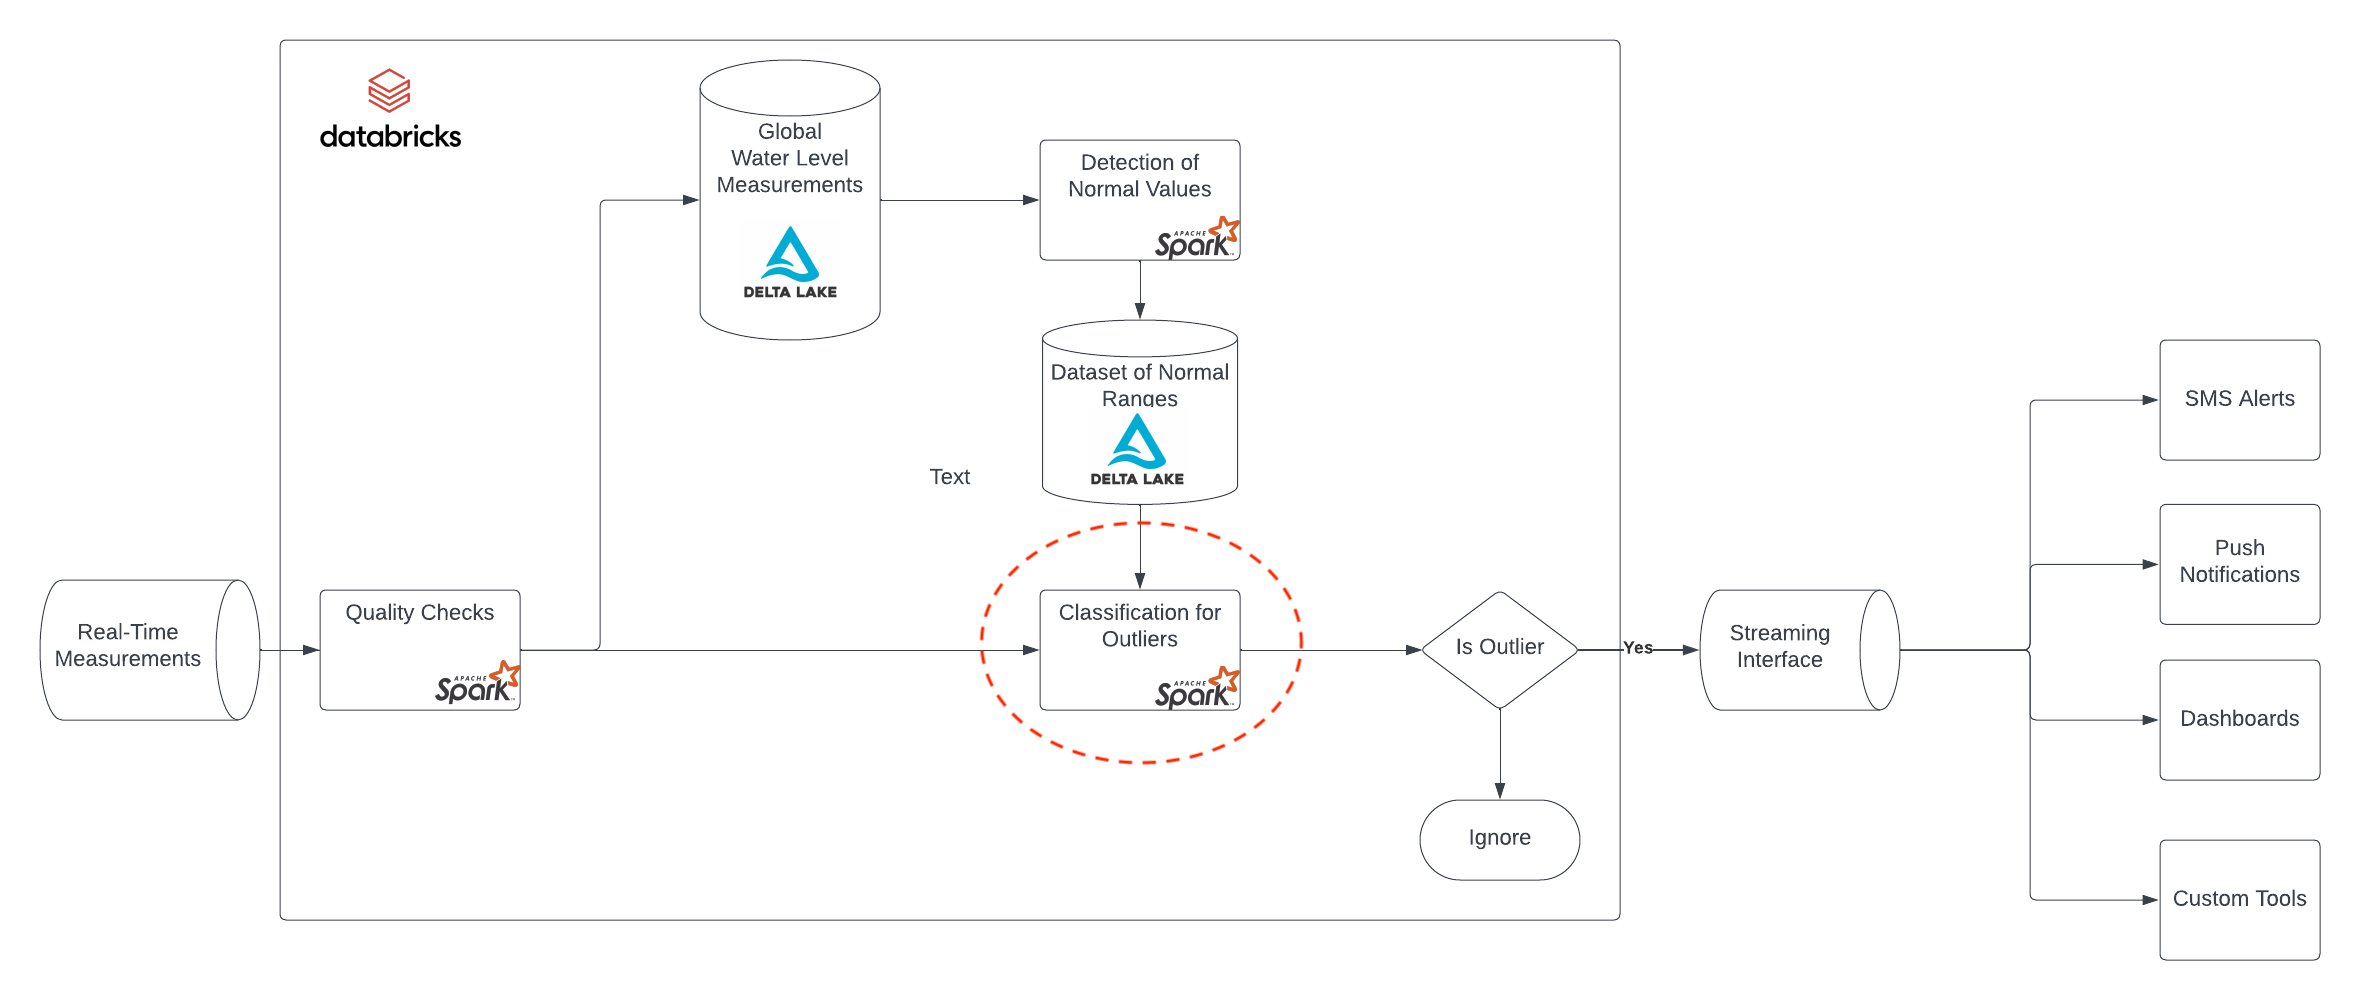 databricks
Global
Water Level
Measurements
DELTA LAKE
Detection of
Normal Values
APACHE
Spark
Dataset of Normal
Ranges
DELTA LAKE
Text
Real-Time
Measurements
Quality Checks
APACHE
Spark
Classification for
Outliers
APACHE
Spark
Is Outlier
Yes
Ignore
Streaming
Interface
SMS Alerts
Push
Notifications
Dashboards
Custom Tools